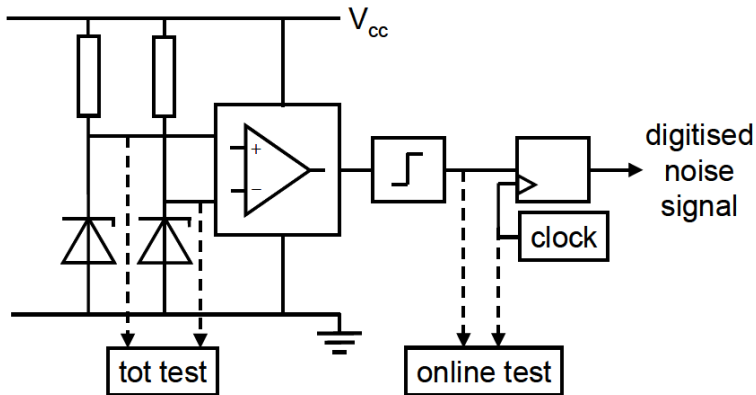 Vcc
+
−
digitised
noise
signal
clock
tot test
online test